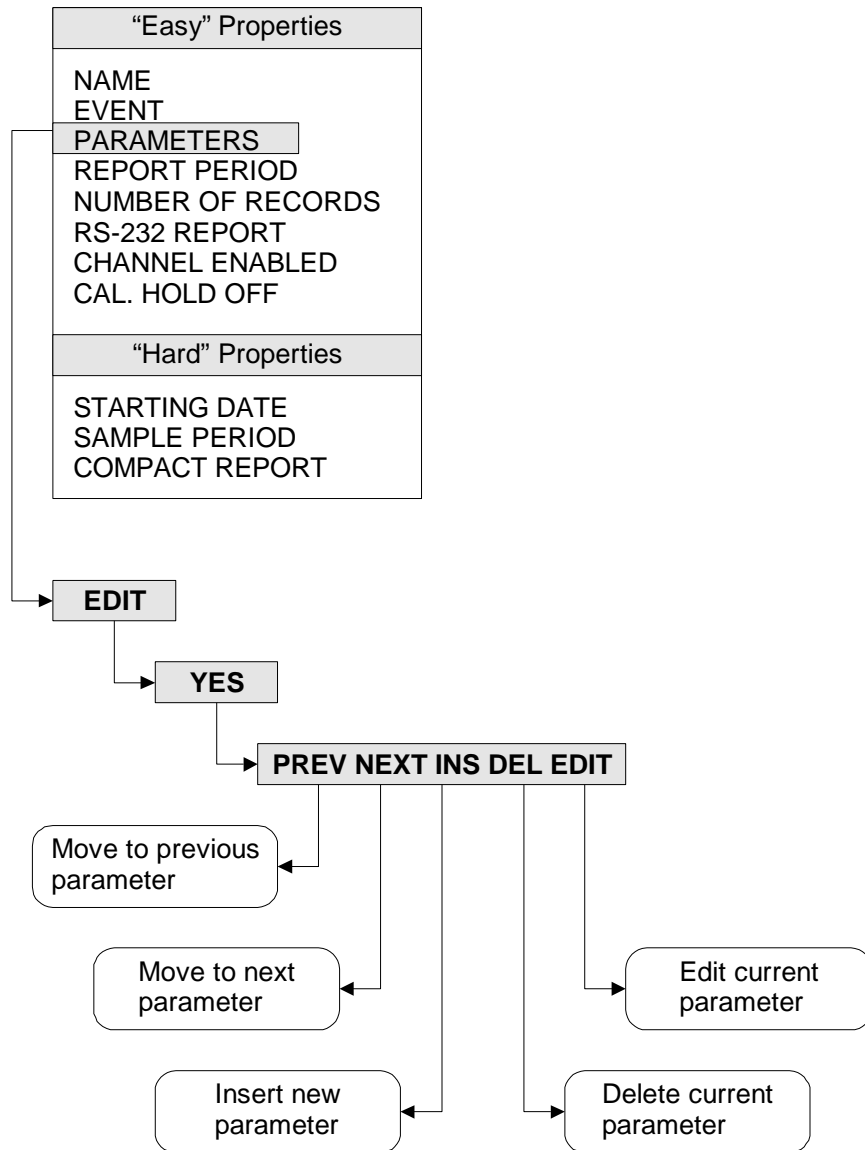 “Easy” Properties
NAME
EVENT
PARAMETERS
REPORT PERIOD
NUMBER OF RECORDS
RS-232 REPORT
CHANNEL ENABLED
CAL. HOLD OFF
“Hard” Properties
STARTING DATE
SAMPLE PERIOD
COMPACT REPORT
EDIT
YES
PREV NEXT INS DEL EDIT
Move to previous
parameter
Move to next
parameter
Edit current
parameter
Insert new
parameter
Delete current
parameter